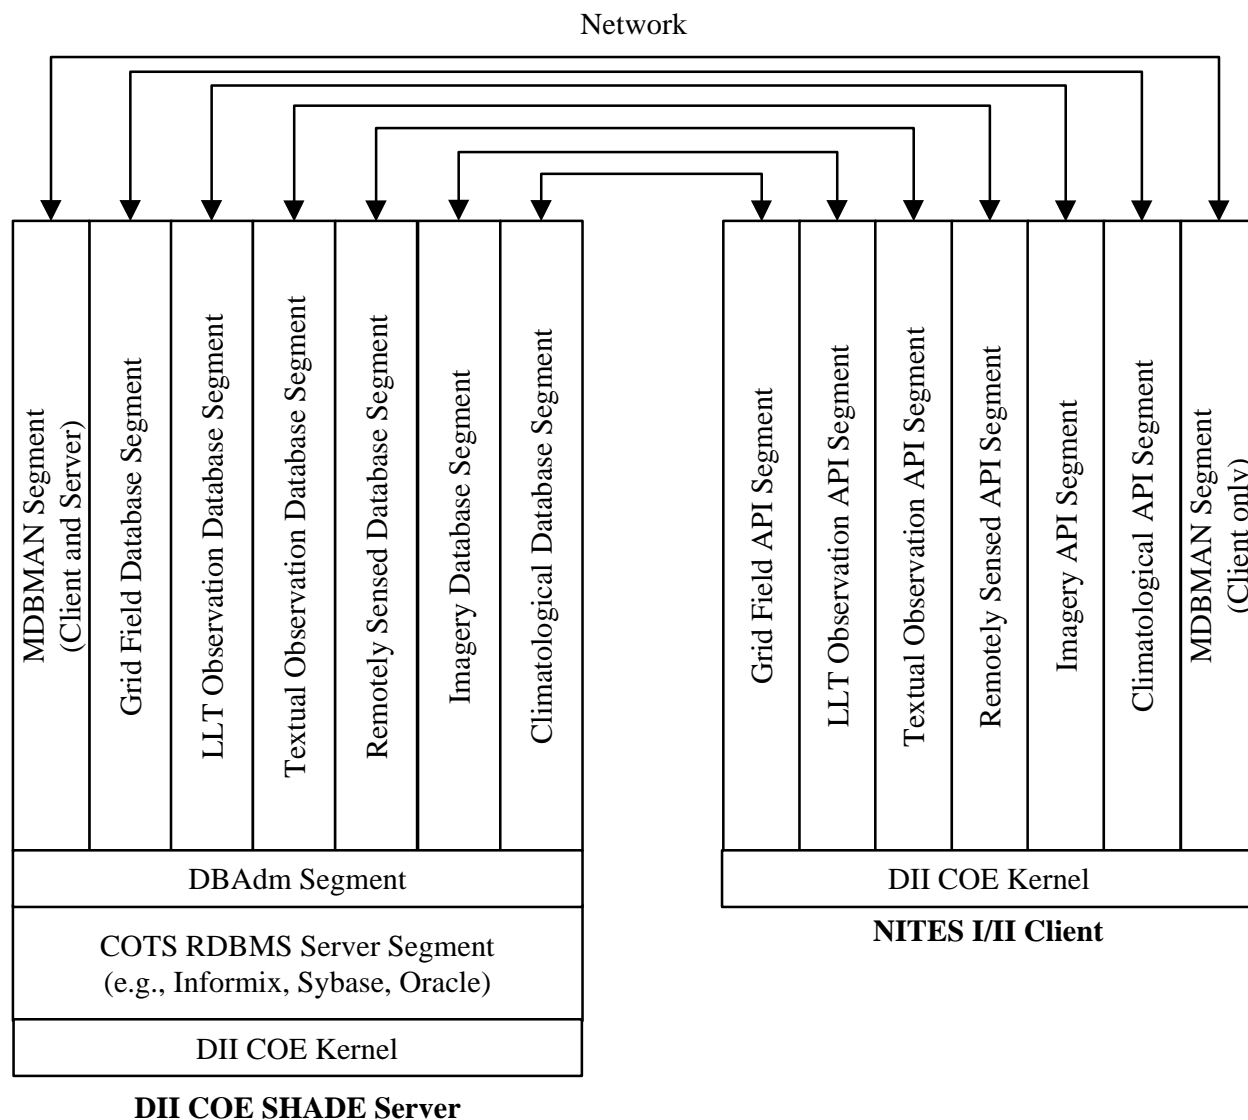 Network
MDBMAN Segment
(Client and Server)
Grid Field Database Segment
LLT Observation Database Segment
Textual Observation Database Segment
Remotely Sensed Database Segment
Imagery Database Segment
Climatological Database Segment
Grid Field API Segment
LLT Observation API Segment
Textual Observation API Segment
Remotely Sensed API Segment
Imagery API Segment
Climatological API Segment
MDBMAN Segment
(Client only)
DBAdm Segment
COTS RDBMS Server Segment
(e.g., Informix, Sybase, Oracle)
DII COE Kernel
DII COE SHADE Server
DII COE Kernel
NITES I/II Client